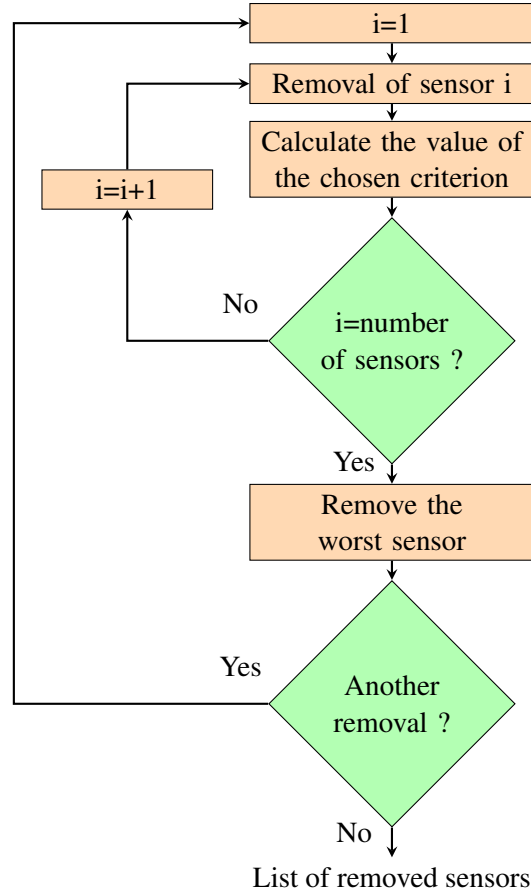 i=1
Removal of sensor i
Calculate the value of
the chosen criterion
i=i+1
No
i=number
of sensors ?
Yes
Remove the
worst sensor
Yes
Another
removal ?
No
List of removed sensors